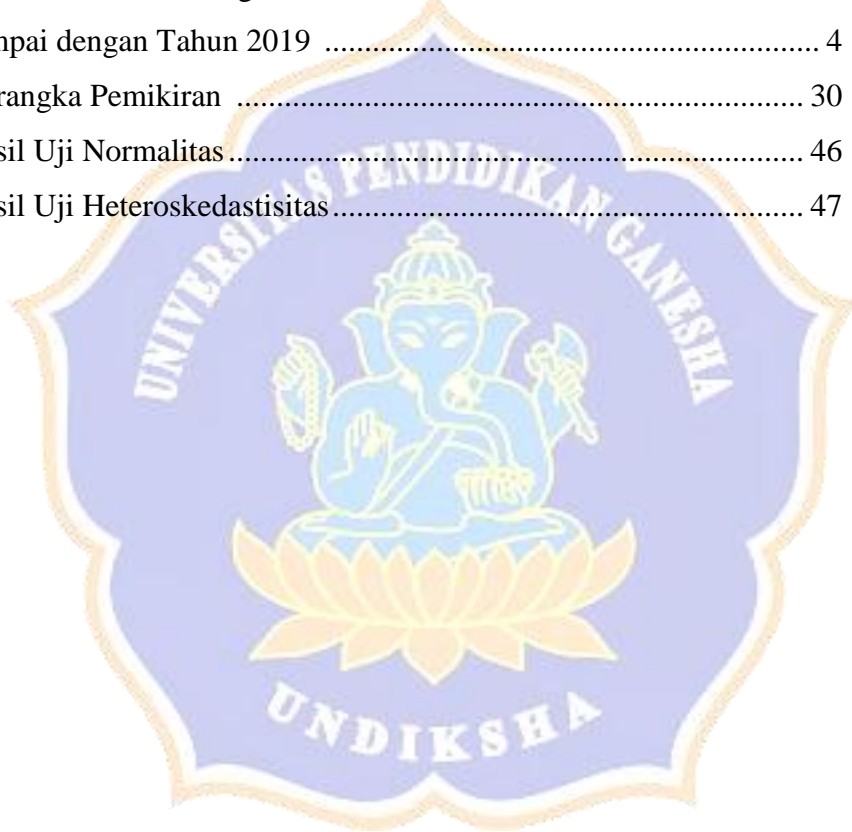 npai dengan Tahun 2019 ................................................................................ 4
rangka Pemikiran ........................................................................................... 30
sil Uji Normalitas ........................................................................................... 46
sil Uji Heteroskedastisitas ............................................................................ 47
UNIVERSITAS PENDIDIKAN GANESHA
UNDIKSHA